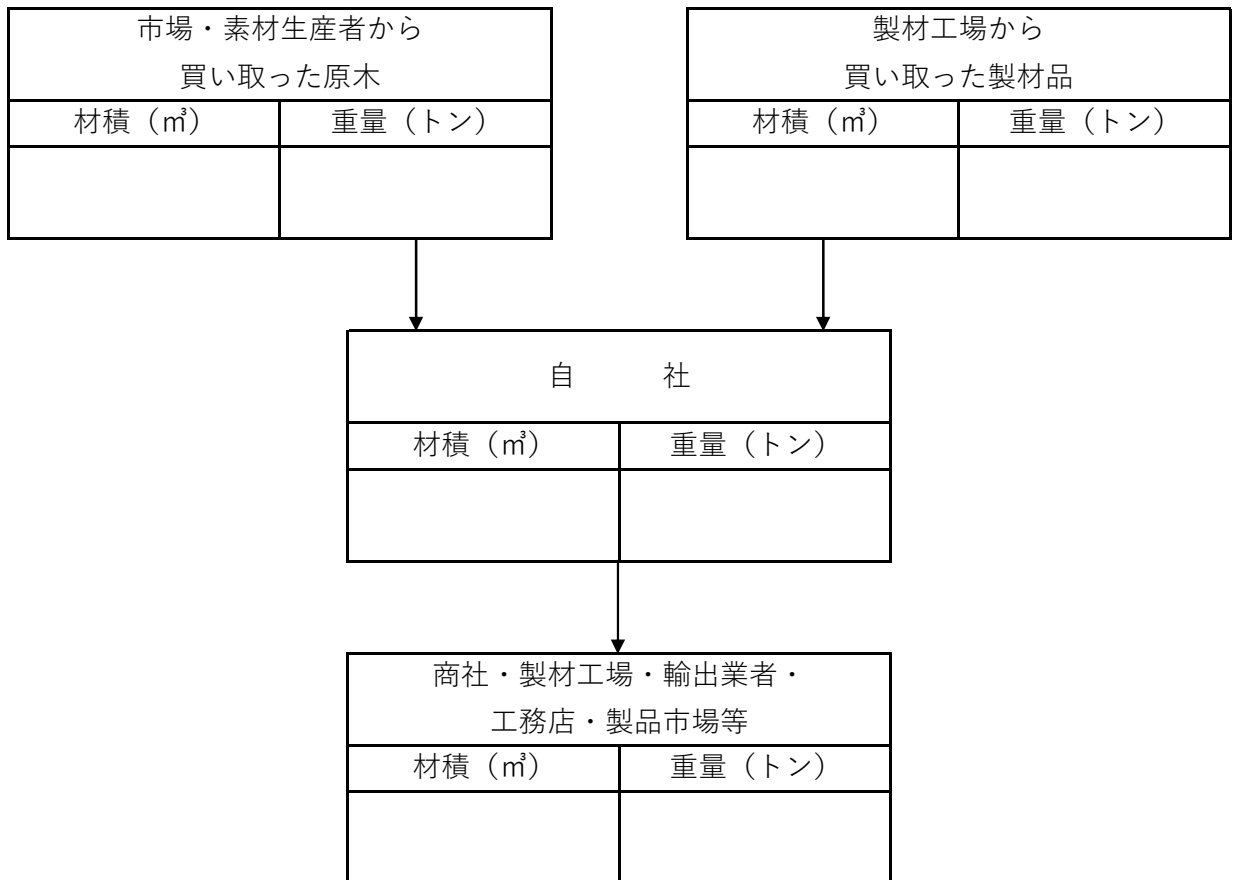 市場・素材生産者から
買い取った原木
材積（㎥） 重量（トン）
製材工場から
買い取った製材品
材積（㎥） 重量（トン）
自　　　社
材積（㎥） 重量（トン）
商社・製材工場・輸出業者・
工務店・製品市場等
材積（㎥） 重量（トン）